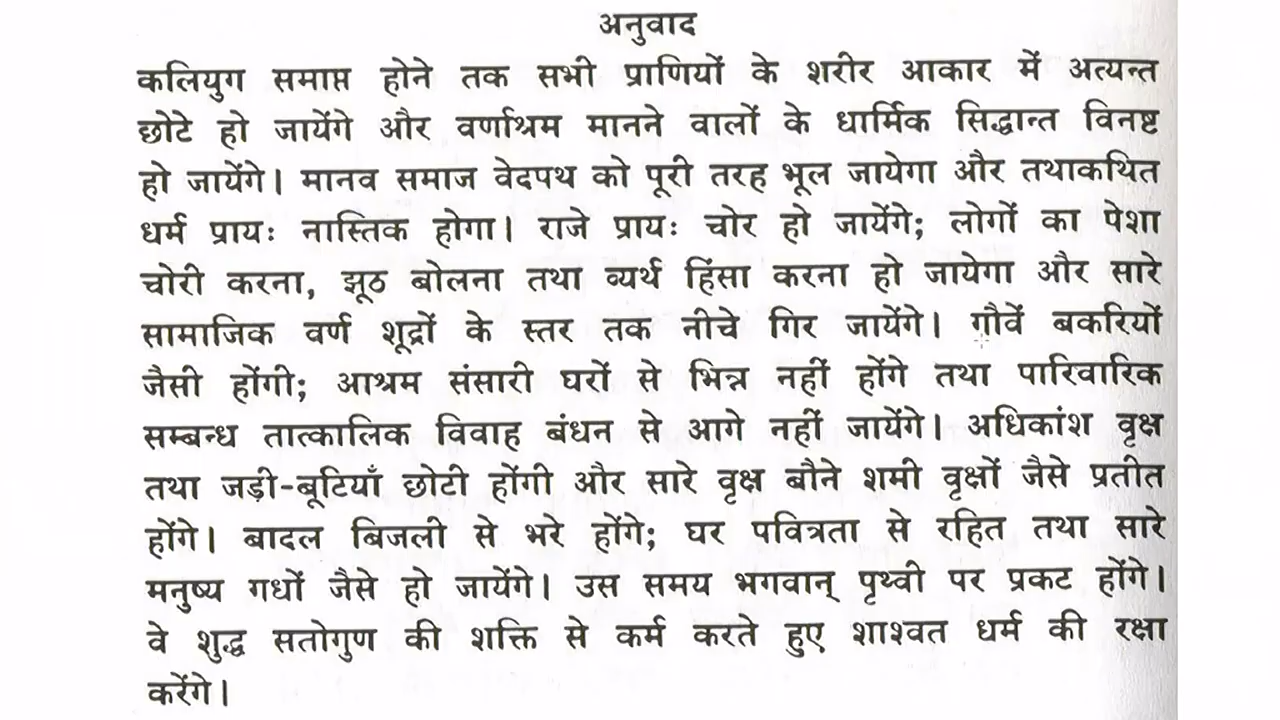 अनुवाद
कलियुग समाप्त होने तक सभी प्राणियों के शरीर आकार में अत्यन्त
छोटे हो जायेंगे और वर्णाश्रम मानने वालों के धार्मिक सिद्धान्त विनष्ट
हो जायेंगे। मानव समाज वेदपथ को पूरी तरह भूल जायेगा और तथाकथित
धर्म प्रायः नास्तिक होगा। राजे प्रायः चोर हो जायेंगे; लोगों का पेशा
चोरी करना, झूठ बोलना तथा व्यर्थ हिंसा करना हो जायेगा और सारे
सामाजिक वर्ण शूद्रों के स्तर तक नीचे गिर जायेंगे। गौवें बकरियों
जैसी होंगी; आश्रम संसारी घरों से भिन्न नहीं होंगे तथा पारिवारिक
सम्बन्ध तात्कालिक विवाह बंधन से आगे नहीं जायेंगे। अधिकांश वृक्ष
तथा जड़ी-बूटियाँ छोटी होंगी और सारे वृक्ष बौने शमी वृक्षों जैसे प्रतीत
होंगे। बादल बिजली से भरे होंगे; घर पवित्रता से रहित तथा सारे
मनुष्य गधों जैसे हो जायेंगे। उस समय भगवान् पृथ्वी पर प्रकट होंगे।
वे शुद्ध सतोगुण की शक्ति से कर्म करते हुए शाश्वत धर्म की रक्षा
करेंगे।